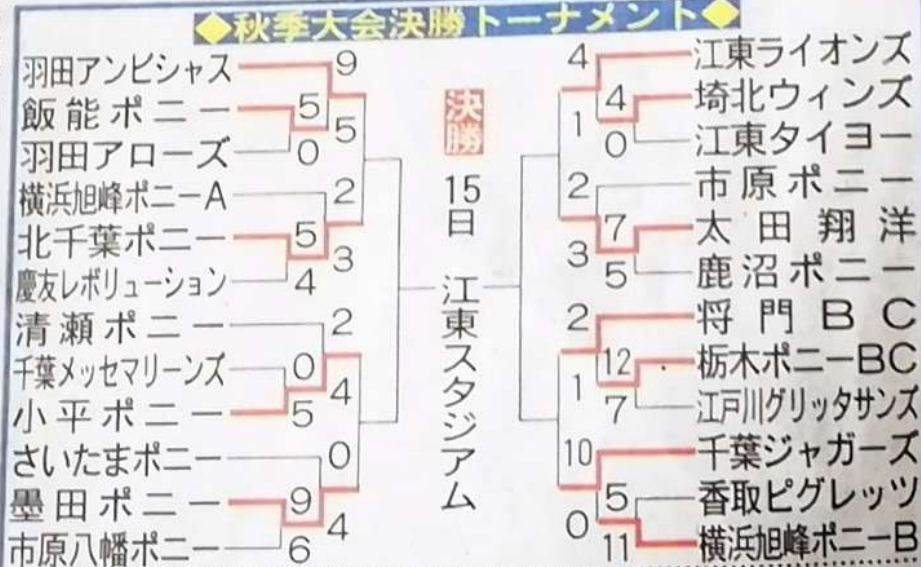 ◆秋季大会決勝トーナメント◆
羽田アンビシャス
飯能ポニー
羽田アローズ
横浜旭峰ポニーA
北千葉ポニー
慶友レボリューション
清瀬ポニー
千葉メッセマリーンズ
小平ポニー
さいたまポニー
墨田ポニー
市原八幡ポニー
9
5
0
5
2
5
4
3
2
0
5
4
0
9
6
4
決勝
15日
江東スタジアム
4
4
0
1
2
7
5
3
2
12
7
1
10
5
11
0
江東ライオンズ
埼北ウィンズ
江東タイヨー
市原ポニー
太田翔洋
鹿沼ポニー
将門BC
栃木ポニーBC
江戸川グリッタサンズ
千葉ジャガーズ
香取ピグレッツ
横浜旭峰ポニーB